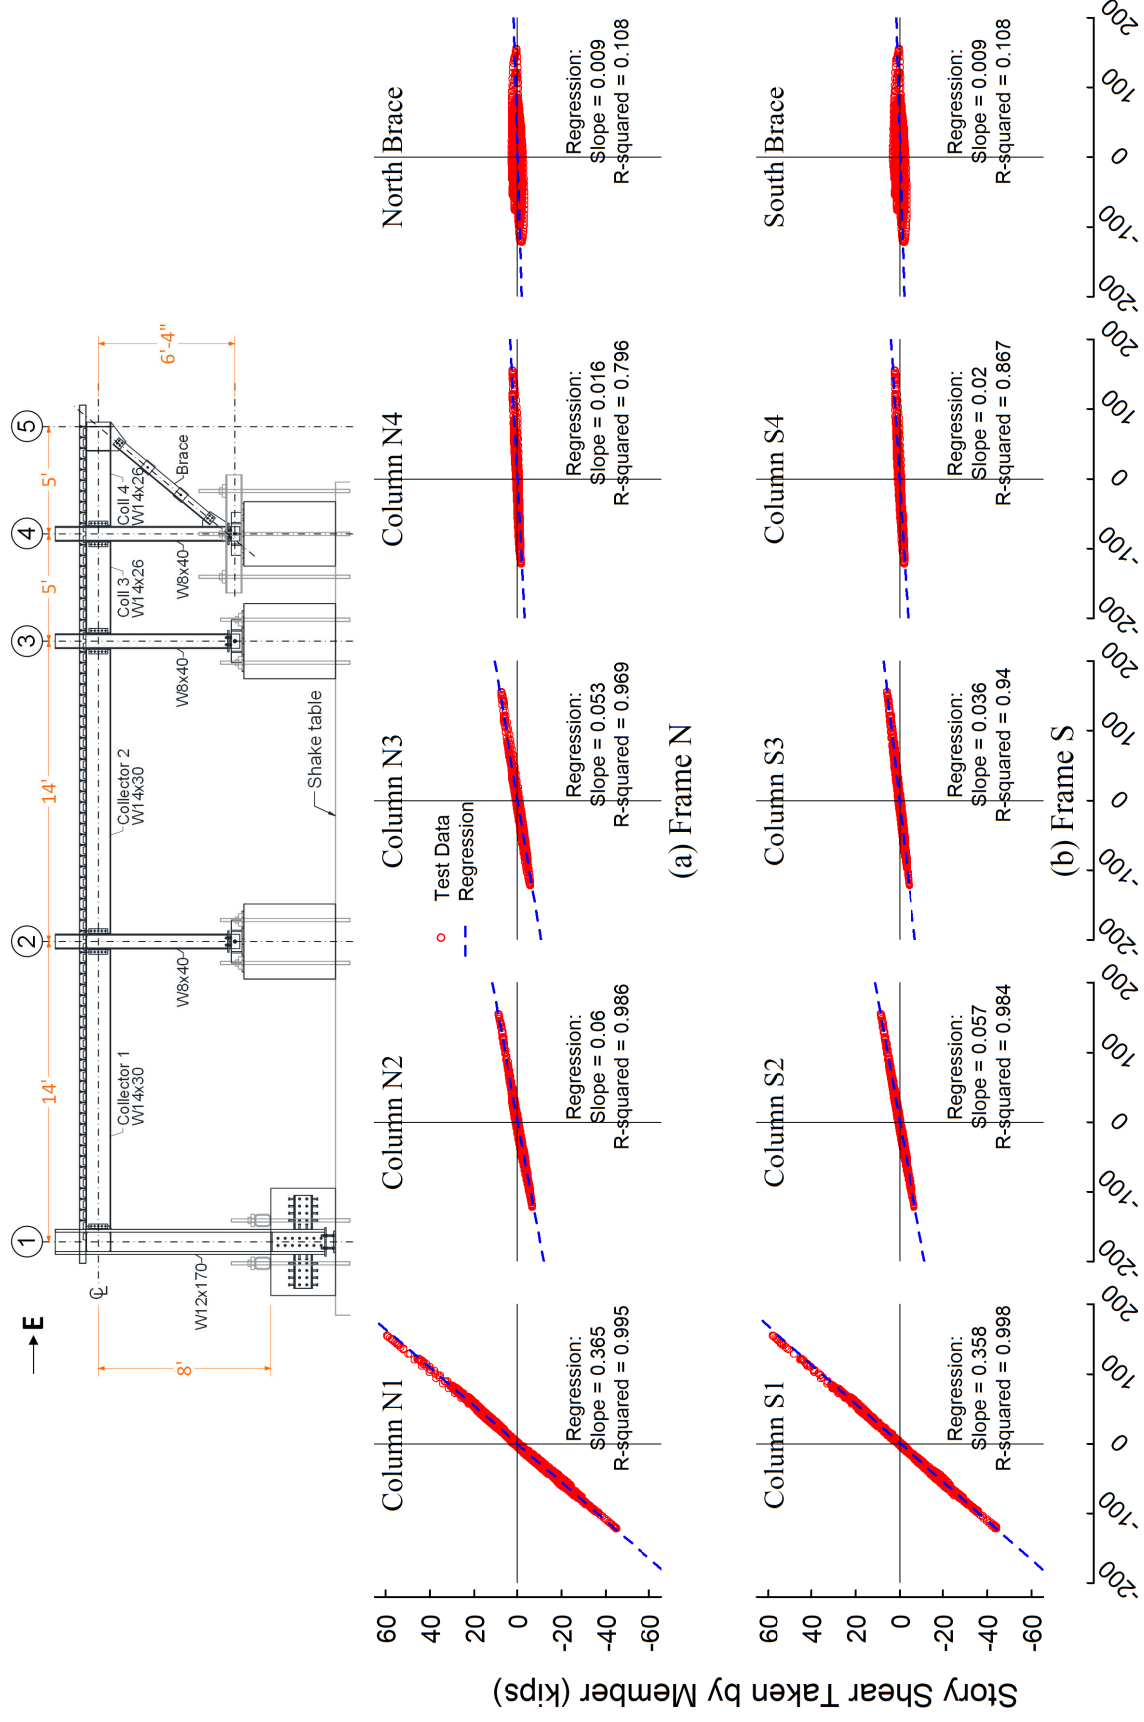 E
1
2
3
4
5
14'
14'
5'
5'
8'
6'-4"
℄
Collector 1
W14x30
Collector 2
W14x30
Coll 3
W14x26
Coll 4
W14x26
W12x170
W8x40
W8x40
W8x40
Brace
Shake table
Story Shear Taken by Member (kips)
Column N1
Column N2
Column N3
Column N4
North Brace
60
40
20
0
-20
-40
-60
Test Data
Regression
Regression:
Slope = 0.365
R-squared = 0.995
Regression:
Slope = 0.06
R-squared = 0.986
Regression:
Slope = 0.053
R-squared = 0.969
Regression:
Slope = 0.016
R-squared = 0.796
Regression:
Slope = 0.009
R-squared = 0.108
(a) Frame N
Column S1
Column S2
Column S3
Column S4
South Brace
60
40
20
0
-20
-40
-60
Regression:
Slope = 0.358
R-squared = 0.998
Regression:
Slope = 0.057
R-squared = 0.984
Regression:
Slope = 0.036
R-squared = 0.94
Regression:
Slope = 0.02
R-squared = 0.867
Regression:
Slope = 0.009
R-squared = 0.108
-200 -100 0 100 200
-200 -100 0 100 200
-200 -100 0 100 200
-200 -100 0 100 200
-200 -100 0 100 200
(b) Frame S